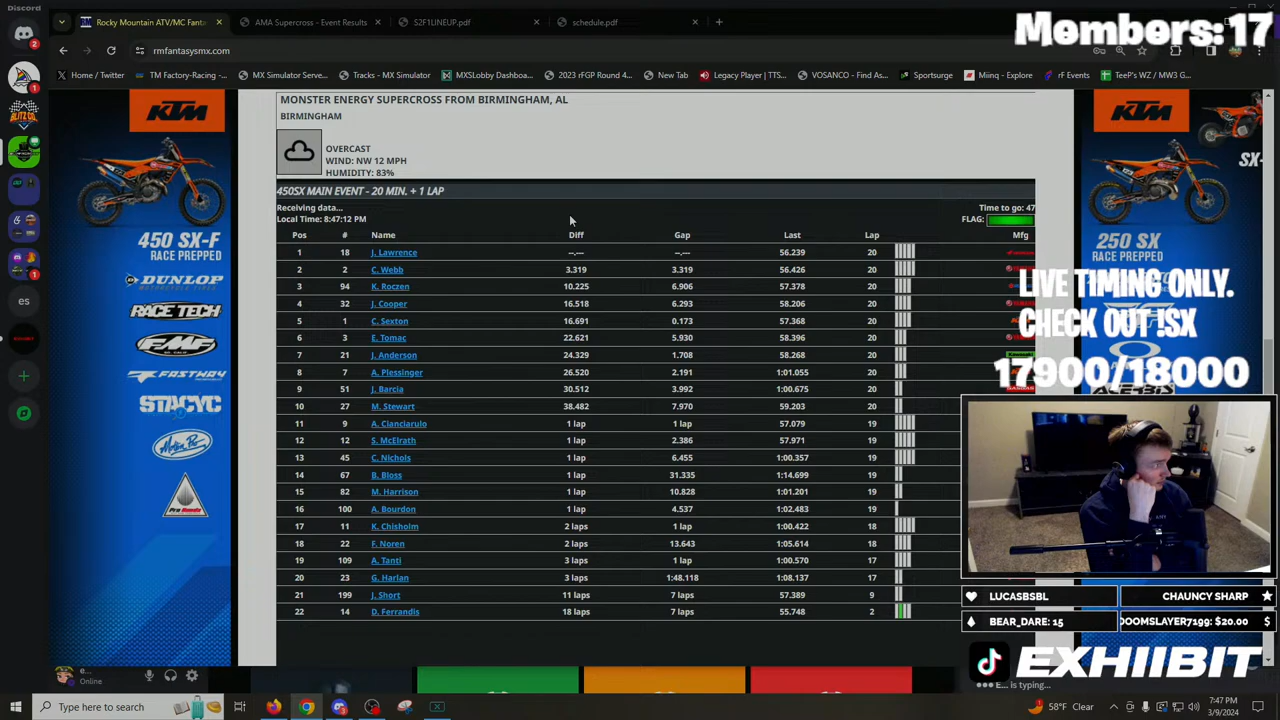 Discord
Rocky Mountain ATV/MC Fanta
AMA Supercross - Event Results
S2F1LINEUP.pdf
schedule.pdf
Members:17
rmfantasysmx.com
Home / Twitter
TM Factory-Racing -...
MX Simulator Serve...
Tracks - MX Simulator
MXSLobby Dashboa...
2023 rFGP Round 4...
New Tab
Legacy Player | TTS...
VOSANCO - Find As...
Sportsurge
Miinq - Explore
rF Events
TeeP's WZ / MW3 G...
MONSTER ENERGY SUPERCROSS FROM BIRMINGHAM, AL
BIRMINGHAM
OVERCAST
WIND: NW 12 MPH
HUMIDITY: 83%
450SX MAIN EVENT - 20 MIN. + 1 LAP
Receiving data... Time to go: 47
Local Time: 8:47:12 PM FLAG:
Pos # Name Diff Gap Last Lap Mfg
1 18 J. Lawrence --.--- --.--- 56.239 20
2 2 C. Webb 3.319 3.319 56.426 20
3 94 K. Roczen 10.225 6.906 57.378 20
4 32 J. Cooper 16.518 6.293 58.206 20
5 1 C. Sexton 16.691 0.173 57.368 20
6 3 E. Tomac 22.621 5.930 58.396 20
7 21 J. Anderson 24.329 1.708 58.268 20
8 7 A. Plessinger 26.520 2.191 1:01.055 20
9 51 J. Barcia 30.512 3.992 1:00.675 20
10 27 M. Stewart 38.482 7.970 59.203 20
11 9 A. Cianciarulo 1 lap 57.079 19
12 12 S. McElrath 1 lap 2.386 57.971 19
13 45 C. Nichols 1 lap 6.455 1:00.357 19
14 67 B. Bloss 1 lap 31.335 1:14.699 19
15 82 M. Harrison 1 lap 10.828 1:01.201 19
16 100 A. Bourdon 1 lap 4.537 1:02.483 19
17 11 K. Chisholm 2 laps 1 lap 1:00.422 18
18 22 F. Noren 2 laps 13.643 1:05.614 18
19 109 A. Tanti 3 laps 1 lap 1:00.570 17
20 23 G. Harlan 3 laps 1:48.118 1:08.137 17
21 199 J. Short 11 laps 7 laps 57.389 9
22 14 D. Ferrandis 18 laps 7 laps 55.748 2
KTM
450 SX-F
RACE PREPPED
DUNLOP
MOTORCYCLE TIRES
RACE TECH
FMF
FASTWAY
STACYC
Motion Pro
Pro Honda
KTM
SX-
250 SX
RACE PREPPED
LIVE TIMING ONLY.
CHECK OUT !SX
17900/18000
ACERBIS
LUCASBSBL
CHAUNCY SHARP
BEAR_DARE: 15
DOOMSLAYER7199: $20.00 $
EXHIIBIT
es
e...
Online
E... is typing...
Type here to search
58°F Clear
7:47 PM
3/9/2024